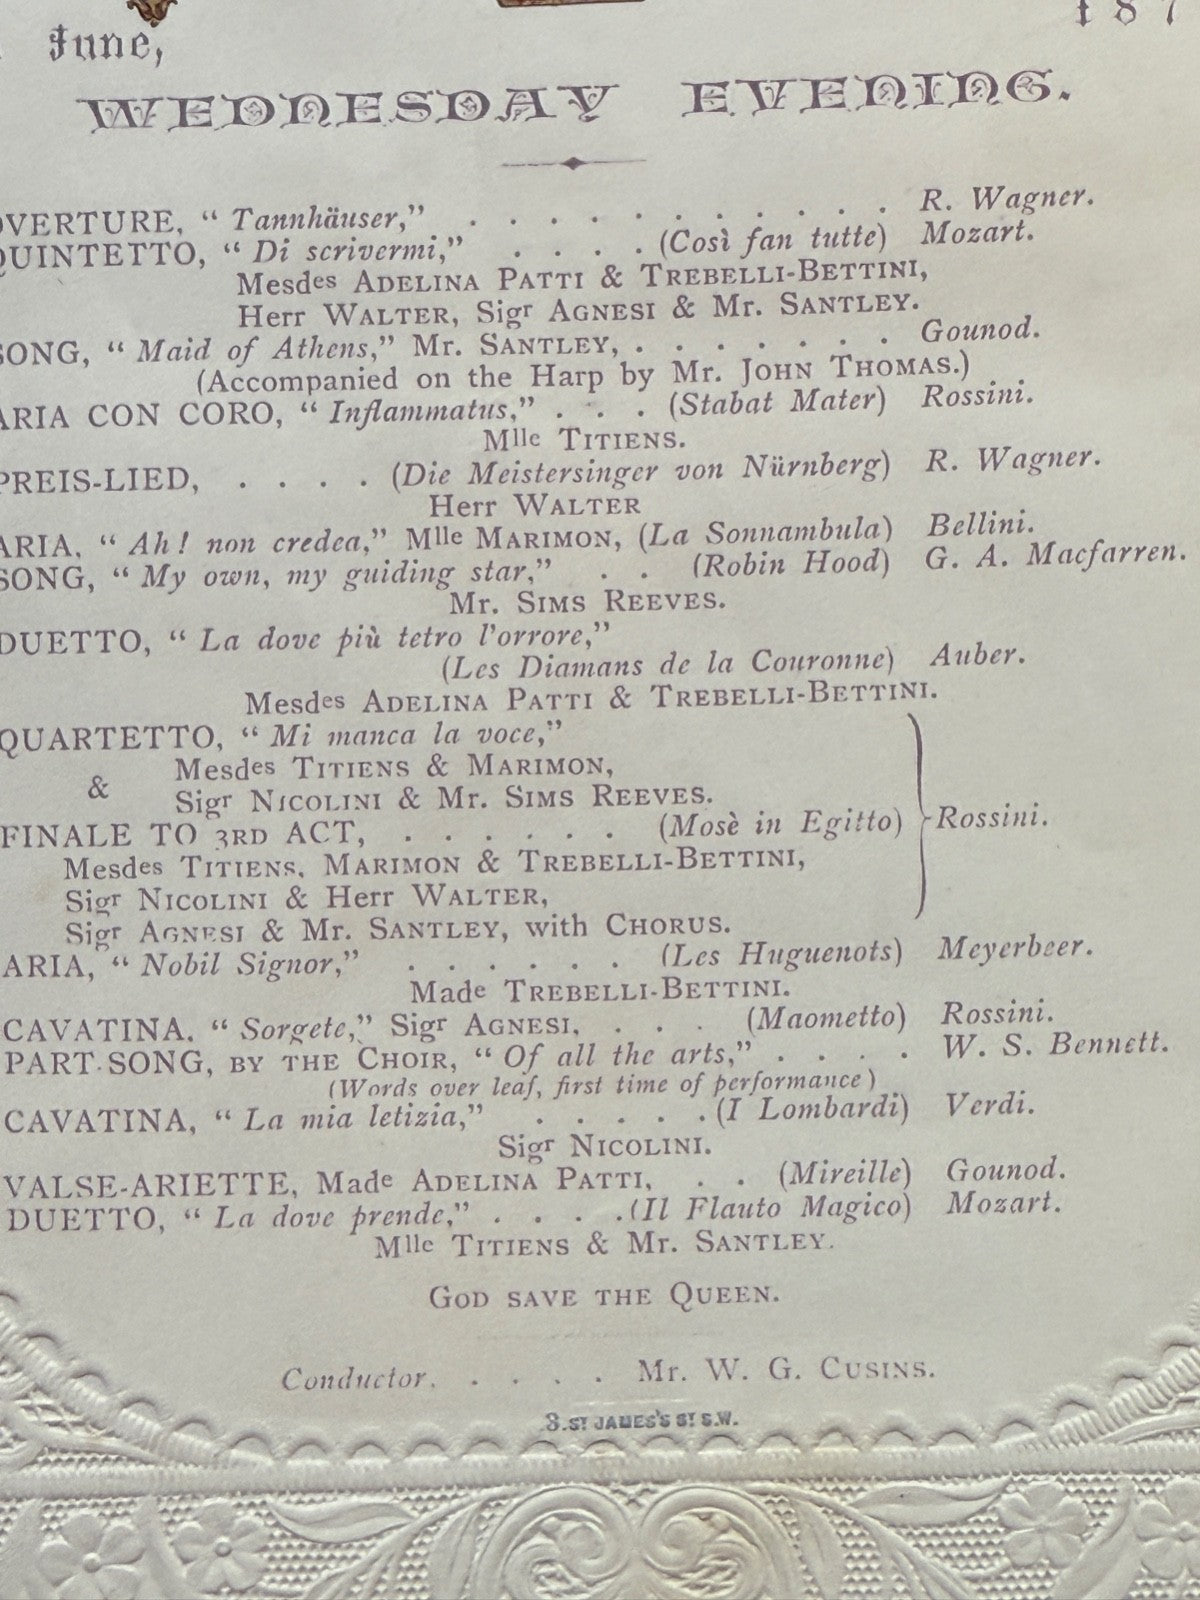 June,
187
WEDNESDAY EVENING.
OVERTURE, “ Tannhäuser,” . . . . . . . . . . R. Wagner.
QUINTETTO, “ Di scrivermi,” . . . . (Così fan tutte) Mozart.
Mesdes ADELINA PATTI & TREBELLI-BETTINI,
Herr WALTER, Sigr AGNESI & Mr. SANTLEY.
SONG, “ Maid of Athens,” Mr. SANTLEY, . . . . . . . Gounod.
(Accompanied on the Harp by Mr. JOHN THOMAS.)
ARIA CON CORO, “ Inflammatus,” . . . (Stabat Mater) Rossini.
Mlle TITIENS.
PREIS-LIED, . . . . (Die Meistersinger von Nürnberg) R. Wagner.
Herr WALTER
ARIA, “ Ah! non credea,” Mlle MARIMON, (La Sonnambula) Bellini.
SONG, “ My own, my guiding star,” . . (Robin Hood) G. A. Macfarren.
Mr. SIMS REEVES.
DUETTO, “ La dove più tetro l'orrore,”
(Les Diamans de la Couronne) Auber.
Mesdes ADELINA PATTI & TREBELLI-BETTINI.
QUARTETTO, “ Mi manca la voce,”
Mesdes TITIENS & MARIMON,
& Sigr NICOLINI & Mr. SIMS REEVES.
FINALE TO 3RD ACT, . . . . . . (Mosè in Egitto) Rossini.
Mesdes TITIENS, MARIMON & TREBELLI-BETTINI,
Sigr NICOLINI & Herr WALTER,
Sigr AGNESI & Mr. SANTLEY, with CHORUS.
ARIA, “ Nobil Signor,” . . . . . . (Les Huguenots) Meyerbeer.
Made TREBELLI-BETTINI.
CAVATINA, “ Sorgete,” Sigr AGNESI, . . . (Maometto) Rossini.
PART-SONG, BY THE CHOIR, “ Of all the arts,” . . . . W. S. Bennett.
(Words over leaf, first time of performance)
CAVATINA, “ La mia letizia,” . . . . . (I Lombardi) Verdi.
Sigr NICOLINI.
VALSE-ARIETTE, Made ADELINA PATTI, . . (Mireille) Gounod.
DUETTO, “ La dove prende,” . . . . (Il Flauto Magico) Mozart.
Mlle TITIENS & Mr. SANTLEY.
GOD SAVE THE QUEEN.
Conductor. . . . . Mr. W. G. CUSINS.
3.ST JAMES'S ST S.W.